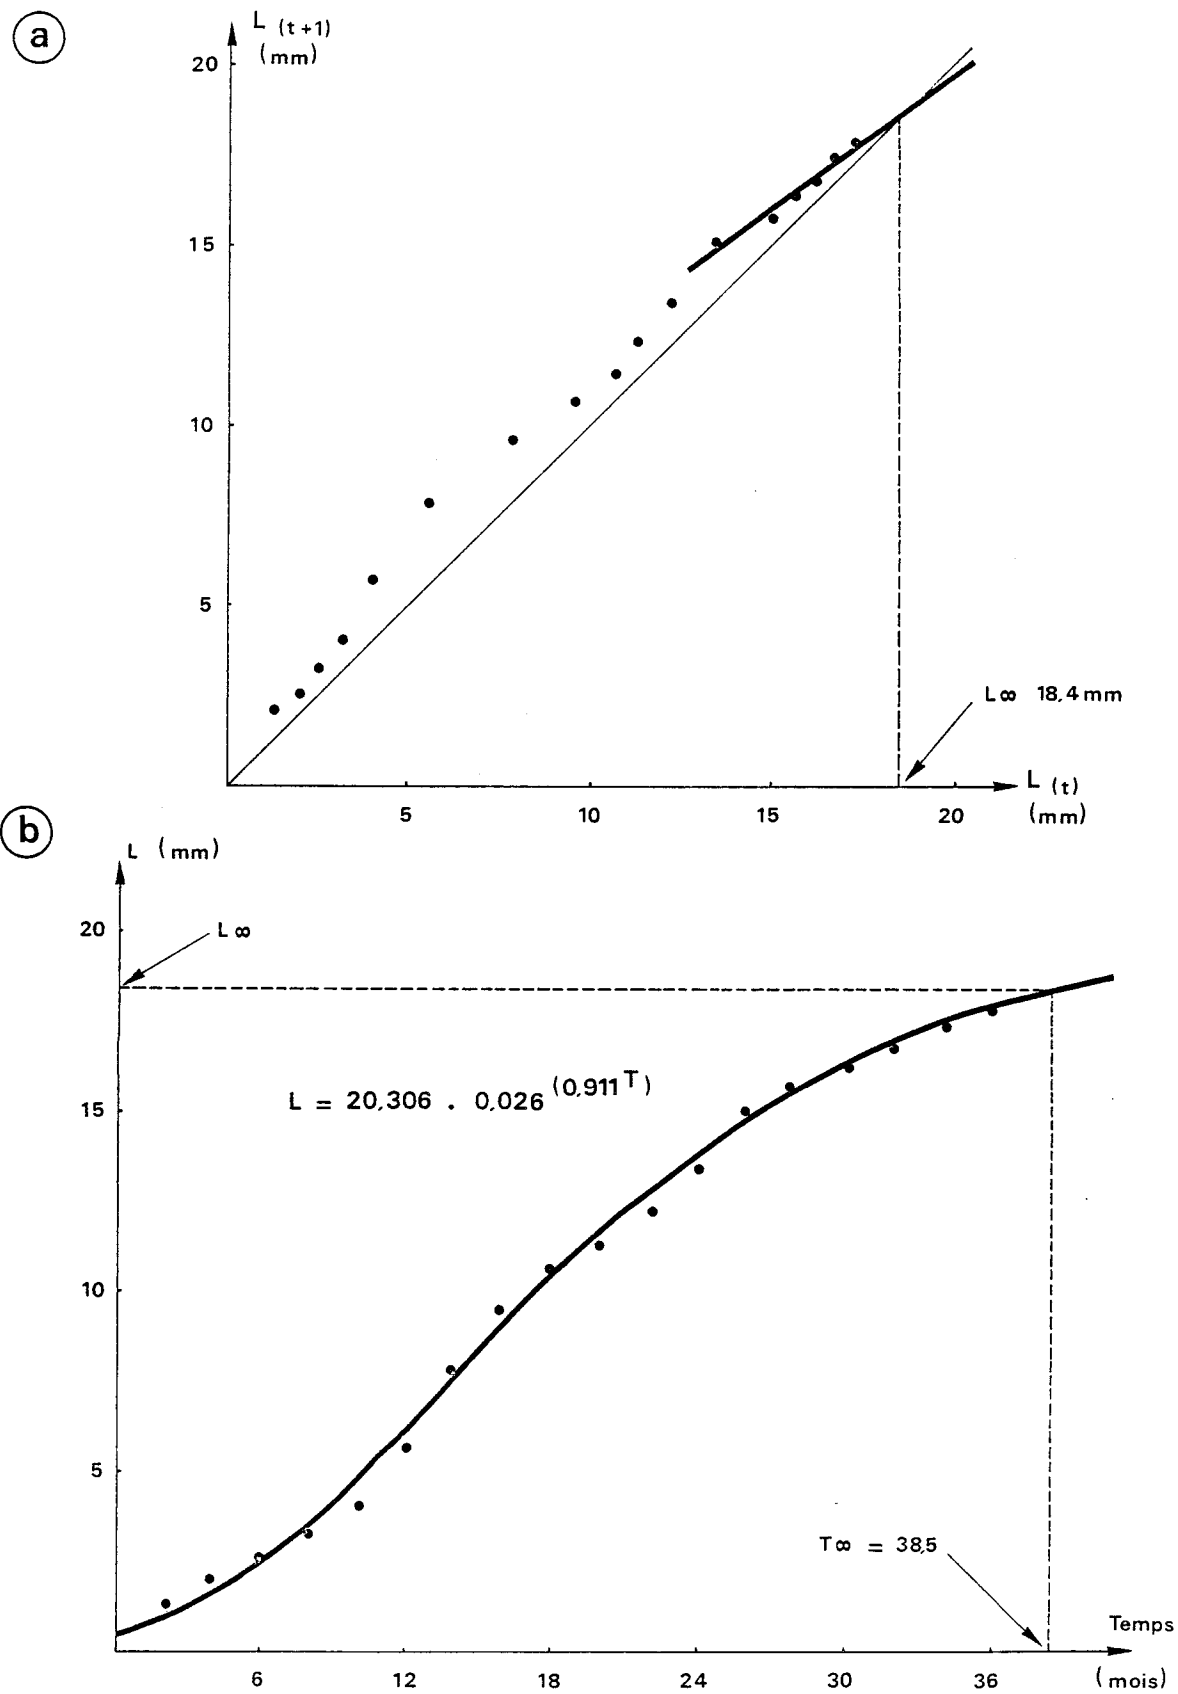 a
L (t+1)
(mm)
20
15
10
5
L∞ 18,4 mm
5 10 15 20
L (t)
(mm)
b
L (mm)
20
L∞
15
L = 20,306 . 0,026 (0,911 T)
10
5
T∞ = 38,5
Temps
6 12 18 24 30 36
(mois)